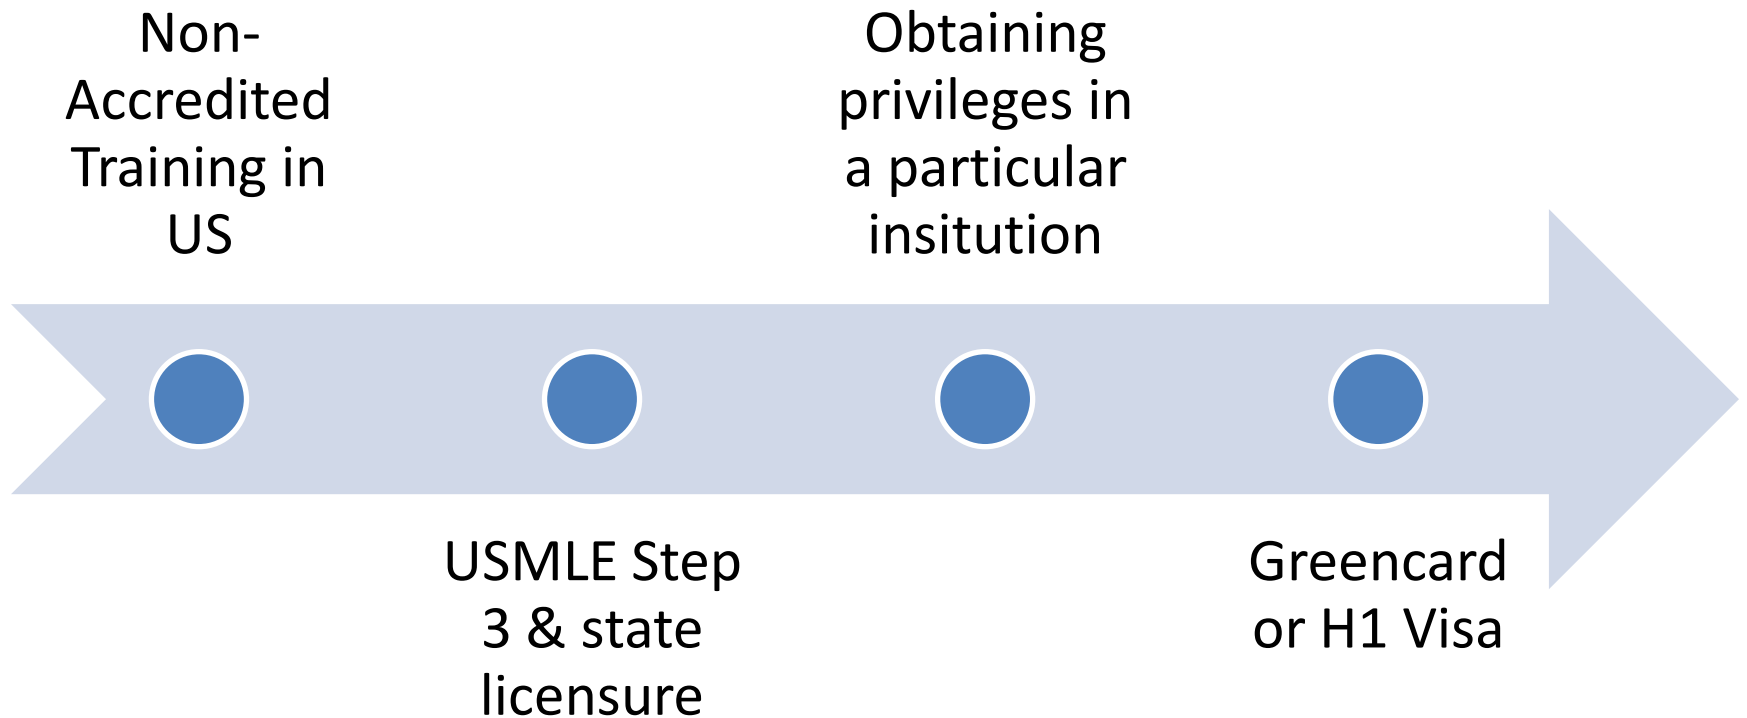 Non-
Accredited
Training in
US
USMLE Step
3 & state
licensure
Obtaining
privileges in
a particular
insitution
Greencard
or H1 Visa